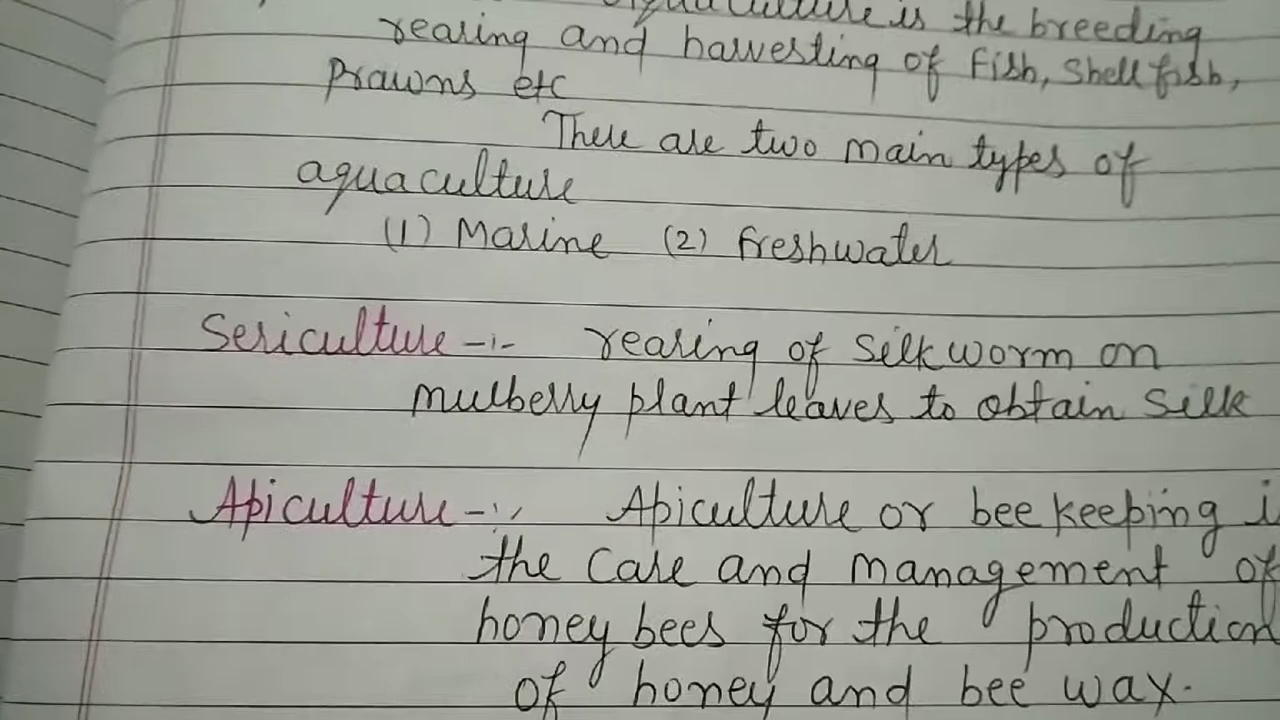 Aquaculture is the breeding
rearing and harvesting of Fish, Shell fish,
Prawns etc
There are two main types of
aquaculture
(1) Marine (2) freshwater
Sericulture -:- rearing of silkworm on
mulberry plant leaves to obtain silk
Apiculture -:- Apiculture or bee keeping i
the care and management of
honey bees for the production
of honey and bee wax.